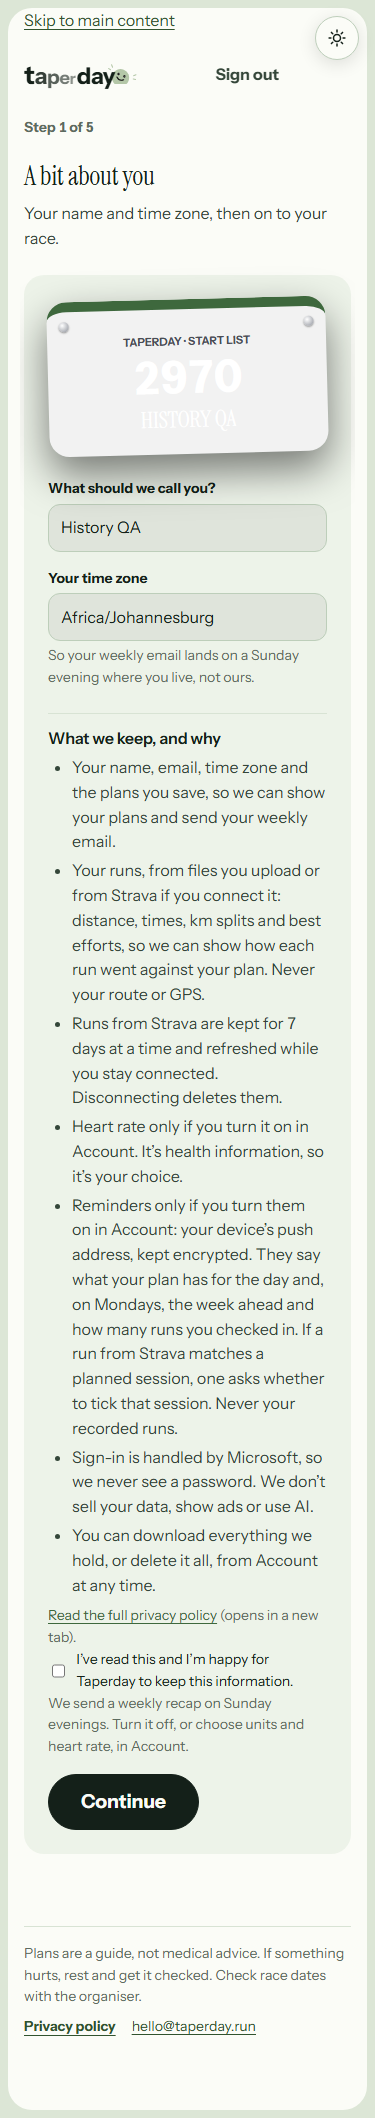 Skip to main content
taperday
Sign out
Step 1 of 5
A bit about you
Your name and time zone, then on to your
race.
TAPERDAY · START LIST
2970
HISTORY QA
What should we call you?
History QA
Your time zone
Africa/Johannesburg
So your weekly email lands on a Sunday
evening where you live, not ours.
What we keep, and why
• Your name, email, time zone and
the plans you save, so we can show
your plans and send your weekly
email.
• Your runs, from files you upload or
from Strava if you connect it:
distance, times, km splits and best
efforts, so we can show how each
run went against your plan. Never
your route or GPS.
• Runs from Strava are kept for 7
days at a time and refreshed while
you stay connected.
Disconnecting deletes them.
• Heart rate only if you turn it on in
Account. It’s health information, so
it’s your choice.
• Reminders only if you turn them
on in Account: your device’s push
address, kept encrypted. They say
what your plan has for the day and,
on Mondays, the week ahead and
how many runs you checked in. If a
run from Strava matches a
planned session, one asks whether
to tick that session. Never your
recorded runs.
• Sign-in is handled by Microsoft, so
we never see a password. We don’t
sell your data, show ads or use AI.
• You can download everything we
hold, or delete it all, from Account
at any time.
Read the full privacy policy (opens in a new
tab).
I’ve read this and I’m happy for
Taperday to keep this information.
We send a weekly recap on Sunday
evenings. Turn it off, or choose units and
heart rate, in Account.
Continue
Plans are a guide, not medical advice. If something
hurts, rest and get it checked. Check race dates
with the organiser.
Privacy policy hello@taperday.run